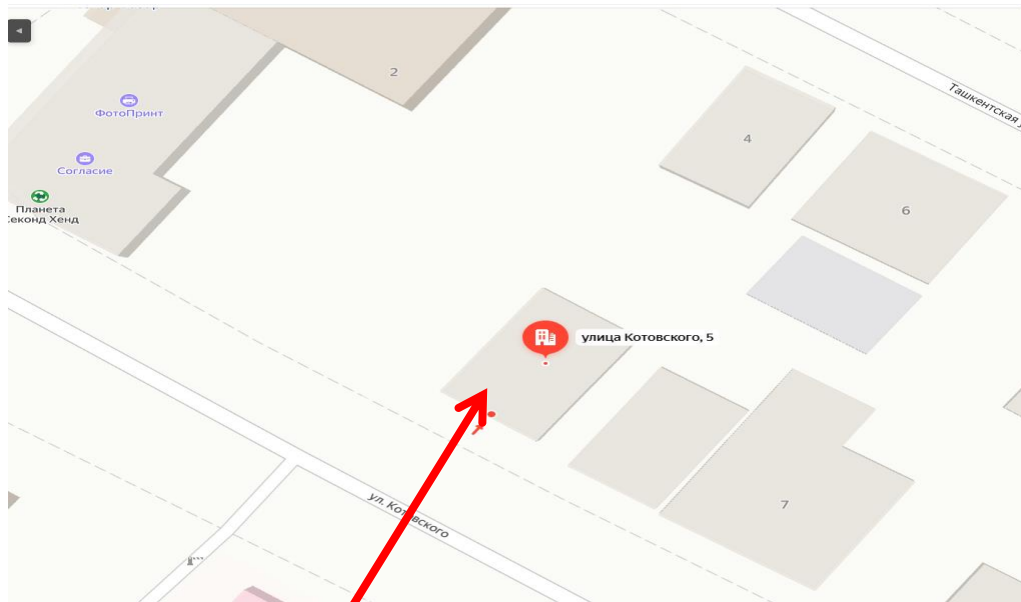 2
ФотоПринт
Согласие
Планета
Секонд Хенд
Ташкентская
4
6
улица Котовского, 5
7
ул. Котовского